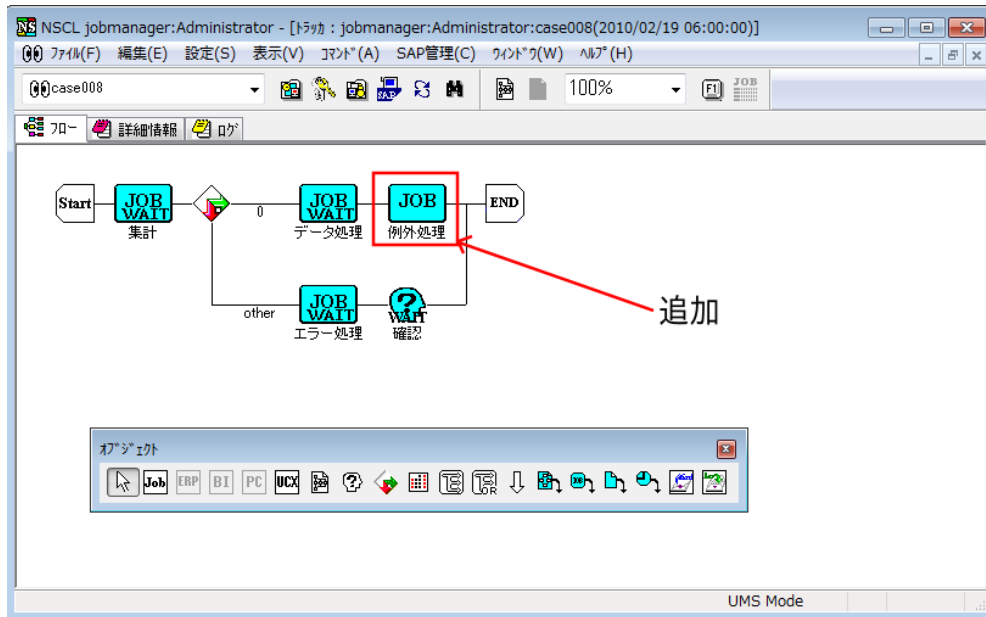 NSCL jobmanager:Administrator - [ﾄﾗｯｶ : jobmanager:Administrator:case008(2010/02/19 06:00:00)]
ﾌｧｲﾙ(F) 編集(E) 設定(S) 表示(V) ｺﾏﾝﾄﾞ(A) SAP管理(C) ｳｨﾝﾄﾞｳ(W) ﾍﾙﾌﾟ(H)
case008 SAP 100% F1 JOB
ﾌﾛｰ 詳細情報 ﾛｸﾞ
Start JOB WAIT 0 JOB WAIT JOB END
集計 データ処理 例外処理
追加
other JOB WAIT ? WAIT
エラー処理 確認
ｵﾌﾞｼﾞｪｸﾄ
Job ERP BI PC UCX ? OR
UMS Mode